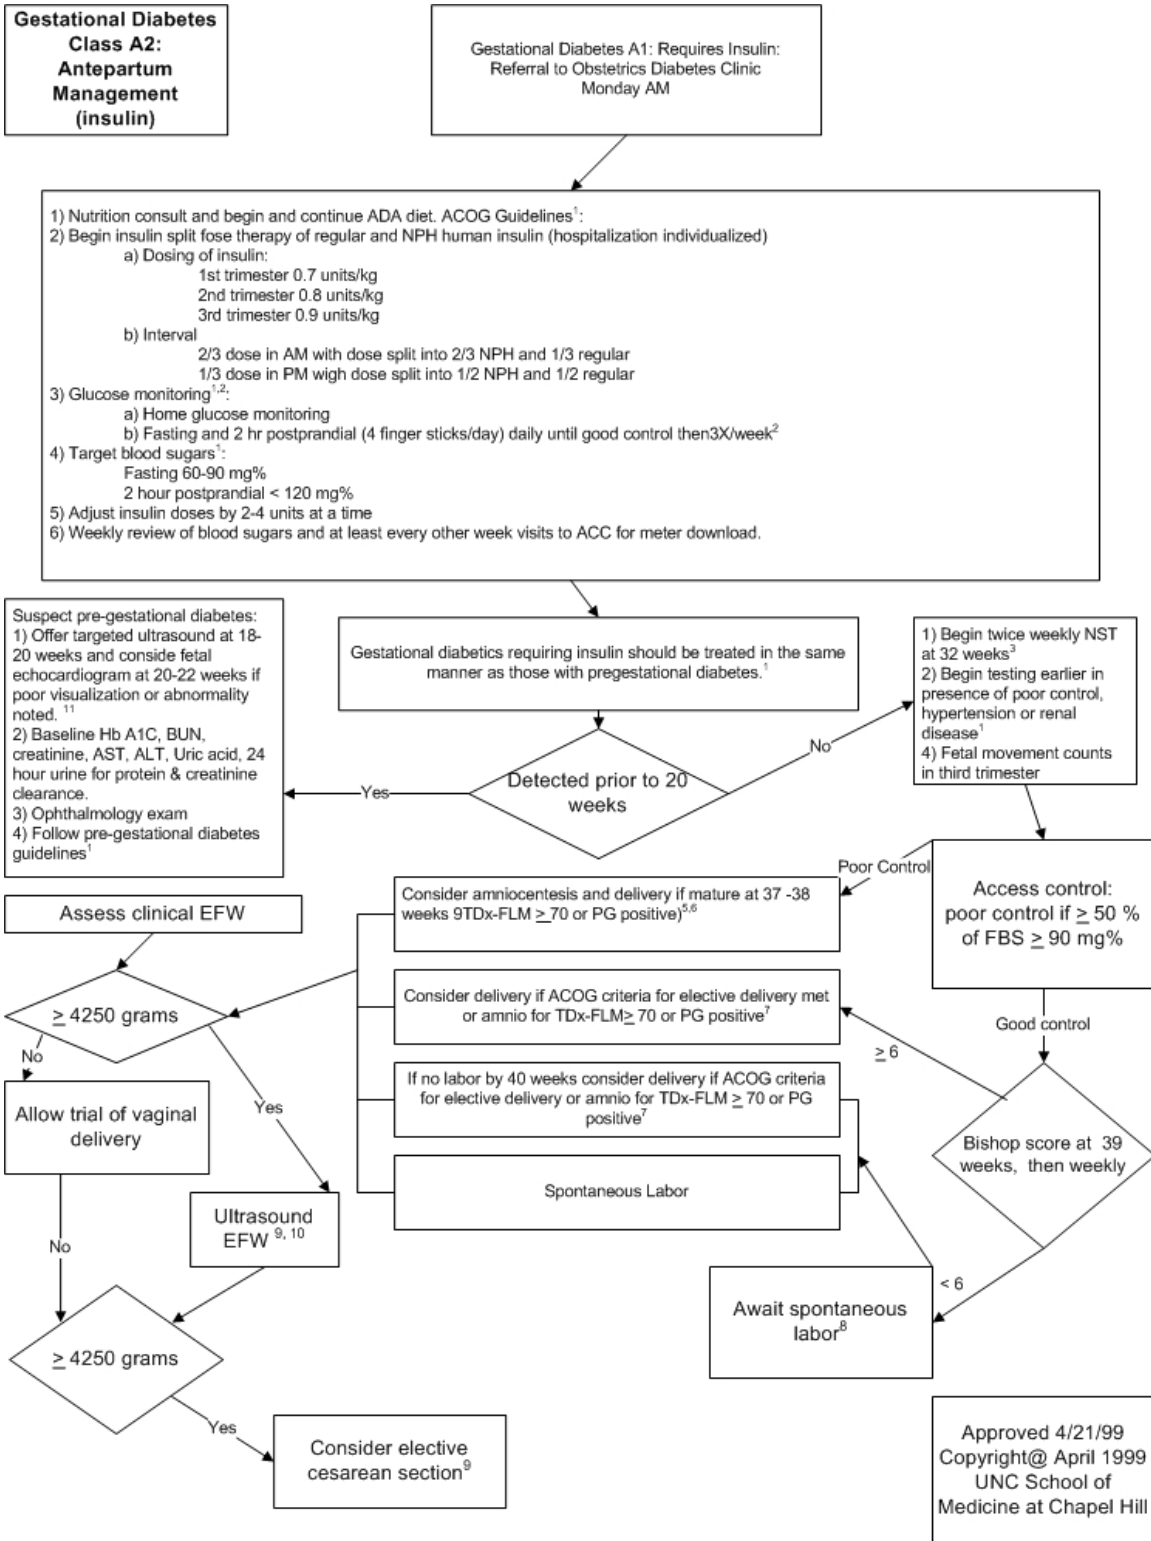 Gestational Diabetes
Class A2:
Antepartum
Management
(insulin)
Gestational Diabetes A1: Requires Insulin:
Referral to Obstetrics Diabetes Clinic
Monday AM
1) Nutrition consult and begin and continue ADA diet. ACOG Guidelines¹:
2) Begin insulin split fose therapy of regular and NPH human insulin (hospitalization individualized)
a) Dosing of insulin:
1st trimester 0.7 units/kg
2nd trimester 0.8 units/kg
3rd trimester 0.9 units/kg
b) Interval
2/3 dose in AM with dose split into 2/3 NPH and 1/3 regular
1/3 dose in PM wigh dose split into 1/2 NPH and 1/2 regular
3) Glucose monitoring¹,²:
a) Home glucose monitoring
b) Fasting and 2 hr postprandial (4 finger sticks/day) daily until good control then3X/week²
4) Target blood sugars¹:
Fasting 60-90 mg%
2 hour postprandial < 120 mg%
5) Adjust insulin doses by 2-4 units at a time
6) Weekly review of blood sugars and at least every other week visits to ACC for meter download.
Suspect pre-gestational diabetes:
1) Offer targeted ultrasound at 18-
20 weeks and conside fetal
echocardiogram at 20-22 weeks if
poor visualization or abnormality
noted. ¹¹
2) Baseline Hb A1C, BUN,
creatinine, AST, ALT, Uric acid, 24
hour urine for protein & creatinine
clearance.
3) Ophthalmology exam
4) Follow pre-gestational diabetes
guidelines¹
Gestational diabetics requiring insulin should be treated in the same
manner as those with pregestational diabetes.¹
1) Begin twice weekly NST
at 32 weeks³
2) Begin testing earlier in
presence of poor control,
hypertension or renal
disease¹
4) Fetal movement counts
in third trimester
No
Detected prior to 20
weeks
Yes
Poor Control
Access control:
poor control if ≥ 50 %
of FBS ≥ 90 mg%
Consider amniocentesis and delivery if mature at 37 -38
weeks 9TDx-FLM ≥ 70 or PG positive)⁵,⁶
Assess clinical EFW
≥ 4250 grams
Consider delivery if ACOG criteria for elective delivery met
or amnio for TDx-FLM≥ 70 or PG positive⁷
Good control
≥ 6
No
If no labor by 40 weeks consider delivery if ACOG criteria
for elective delivery or amnio for TDx-FLM ≥ 70 or PG
positive⁷
Allow trial of vaginal
delivery
Yes
Bishop score at 39
weeks, then weekly
Spontaneous Labor
Ultrasound
EFW ⁹, ¹⁰
No
< 6
Await spontaneous
labor⁸
≥ 4250 grams
Yes
Consider elective
cesarean section⁹
Approved 4/21/99
Copyright@ April 1999
UNC School of
Medicine at Chapel Hill